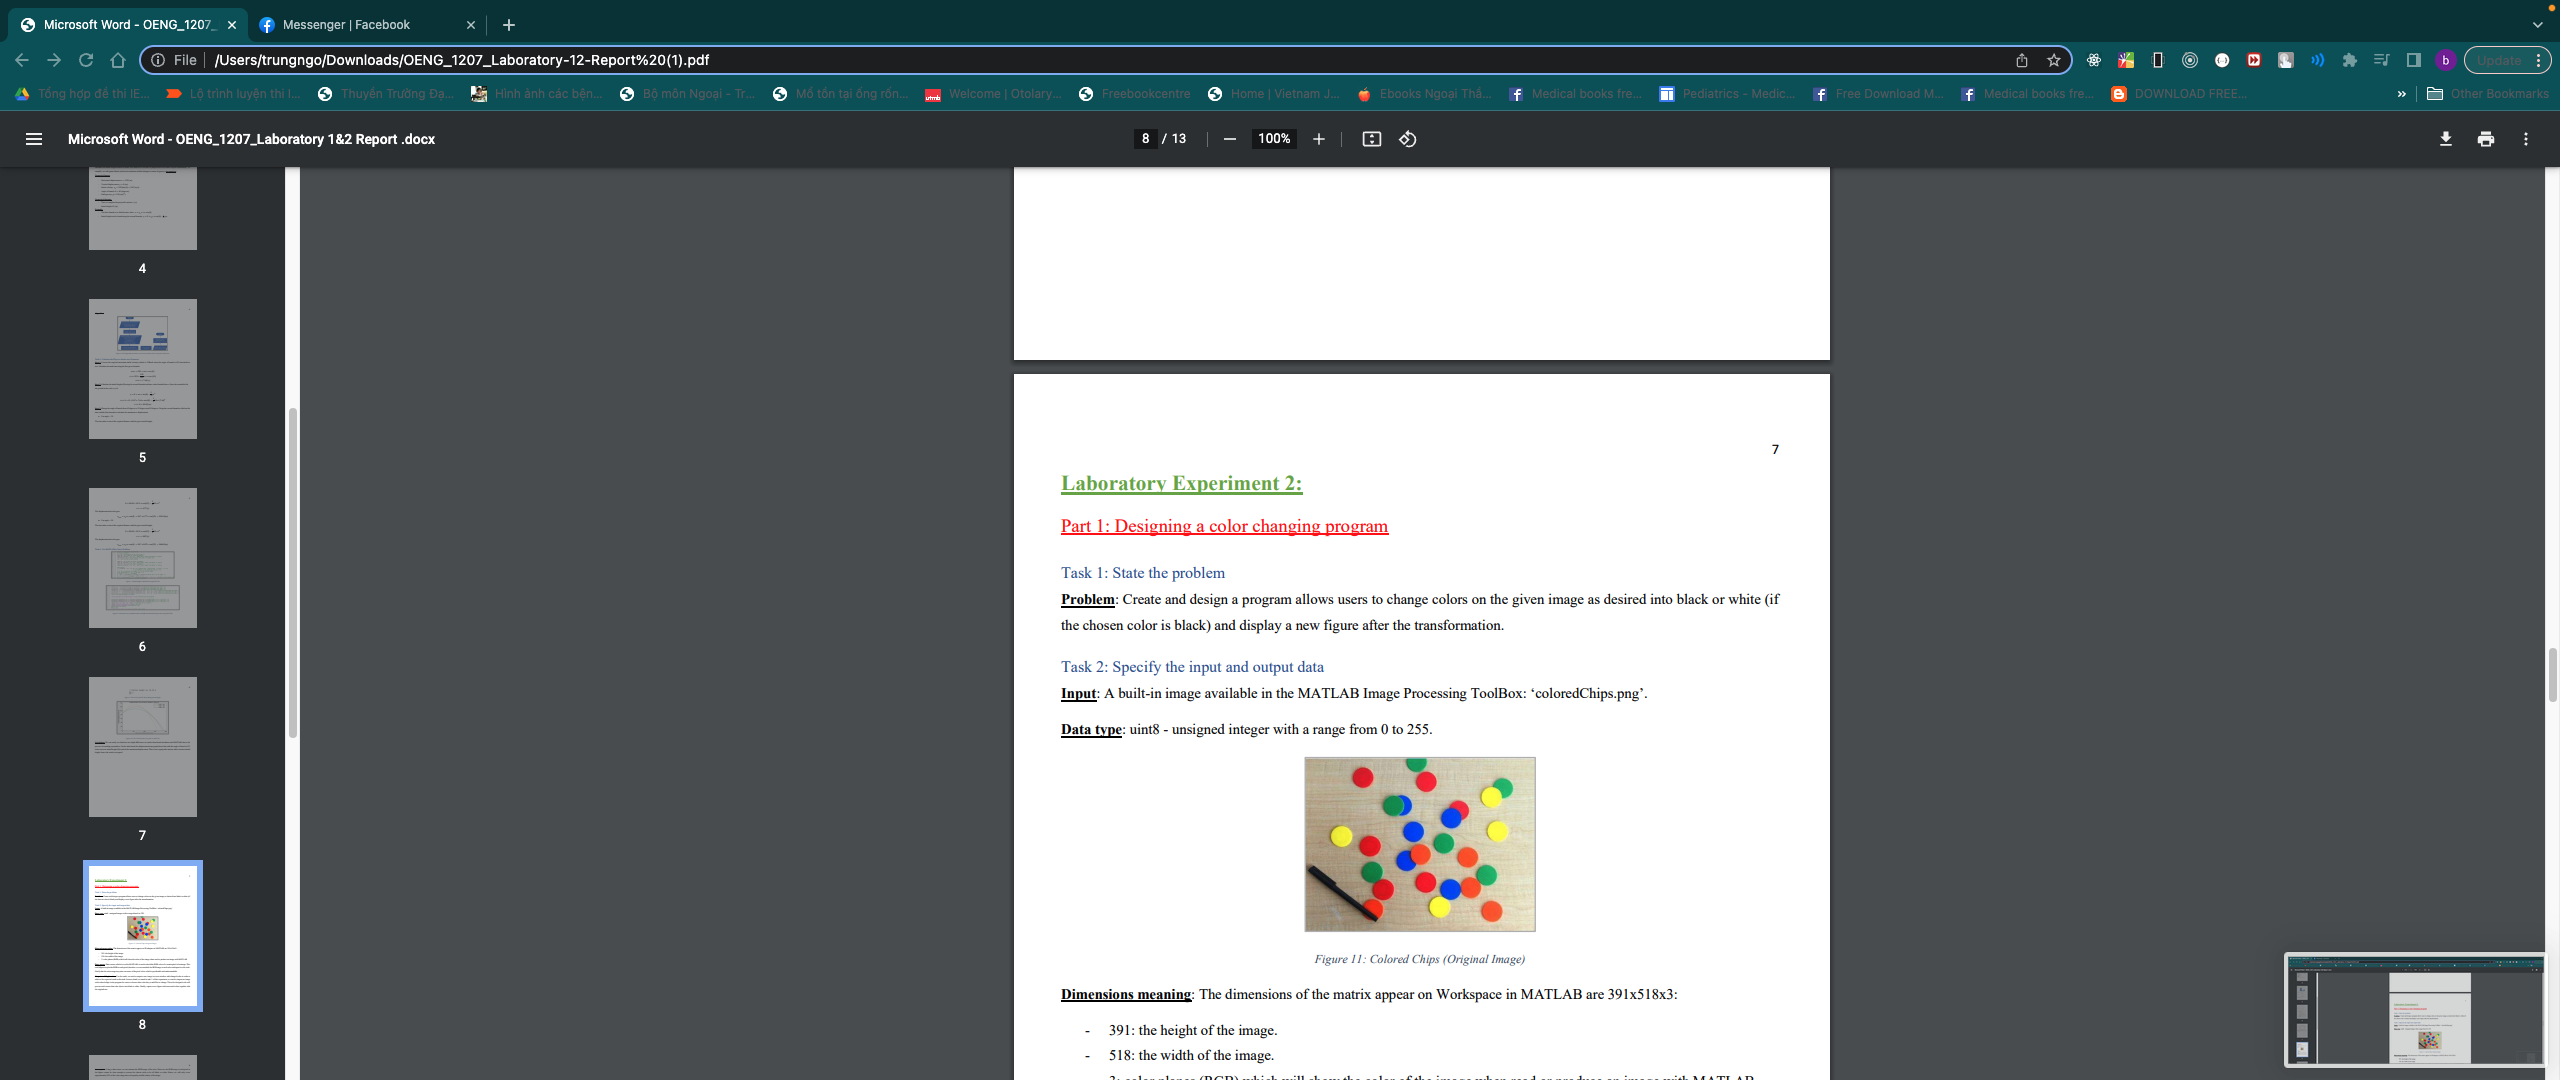 Microsoft Word - OENG_1207_
Messenger | Facebook
File
/Users/trungngo/Downloads/OENG_1207_Laboratory-12-Report%20(1).pdf
b
Update
Tổng hợp đề thi IE...
Lộ trình luyện thi I...
Thuyền Trưởng Đạ...
Hình ảnh các bện...
Bộ môn Ngoại - Tr...
Mổ tồn tại ống rốn...
Welcome | Otolary...
Freebookcentre
Home | Vietnam J...
Ebooks Ngoại Thầ...
Medical books fre...
Pediatrics - Medic...
Free Download M...
Medical books fre...
DOWNLOAD FREE...
»
Other Bookmarks
Microsoft Word - OENG_1207_Laboratory 1&2 Report .docx
8 / 13
100%
4
5
6
7
8
7
Laboratory Experiment 2:
Part 1: Designing a color changing program
Task 1: State the problem
Problem: Create and design a program allows users to change colors on the given image as desired into black or white (if
the chosen color is black) and display a new figure after the transformation.
Task 2: Specify the input and output data
Input: A built-in image available in the MATLAB Image Processing ToolBox: ‘coloredChips.png’.
Data type: uint8 - unsigned integer with a range from 0 to 255.
Figure 11: Colored Chips (Original Image)
Dimensions meaning: The dimensions of the matrix appear on Workspace in MATLAB are 391x518x3:
- 391: the height of the image.
- 518: the width of the image.